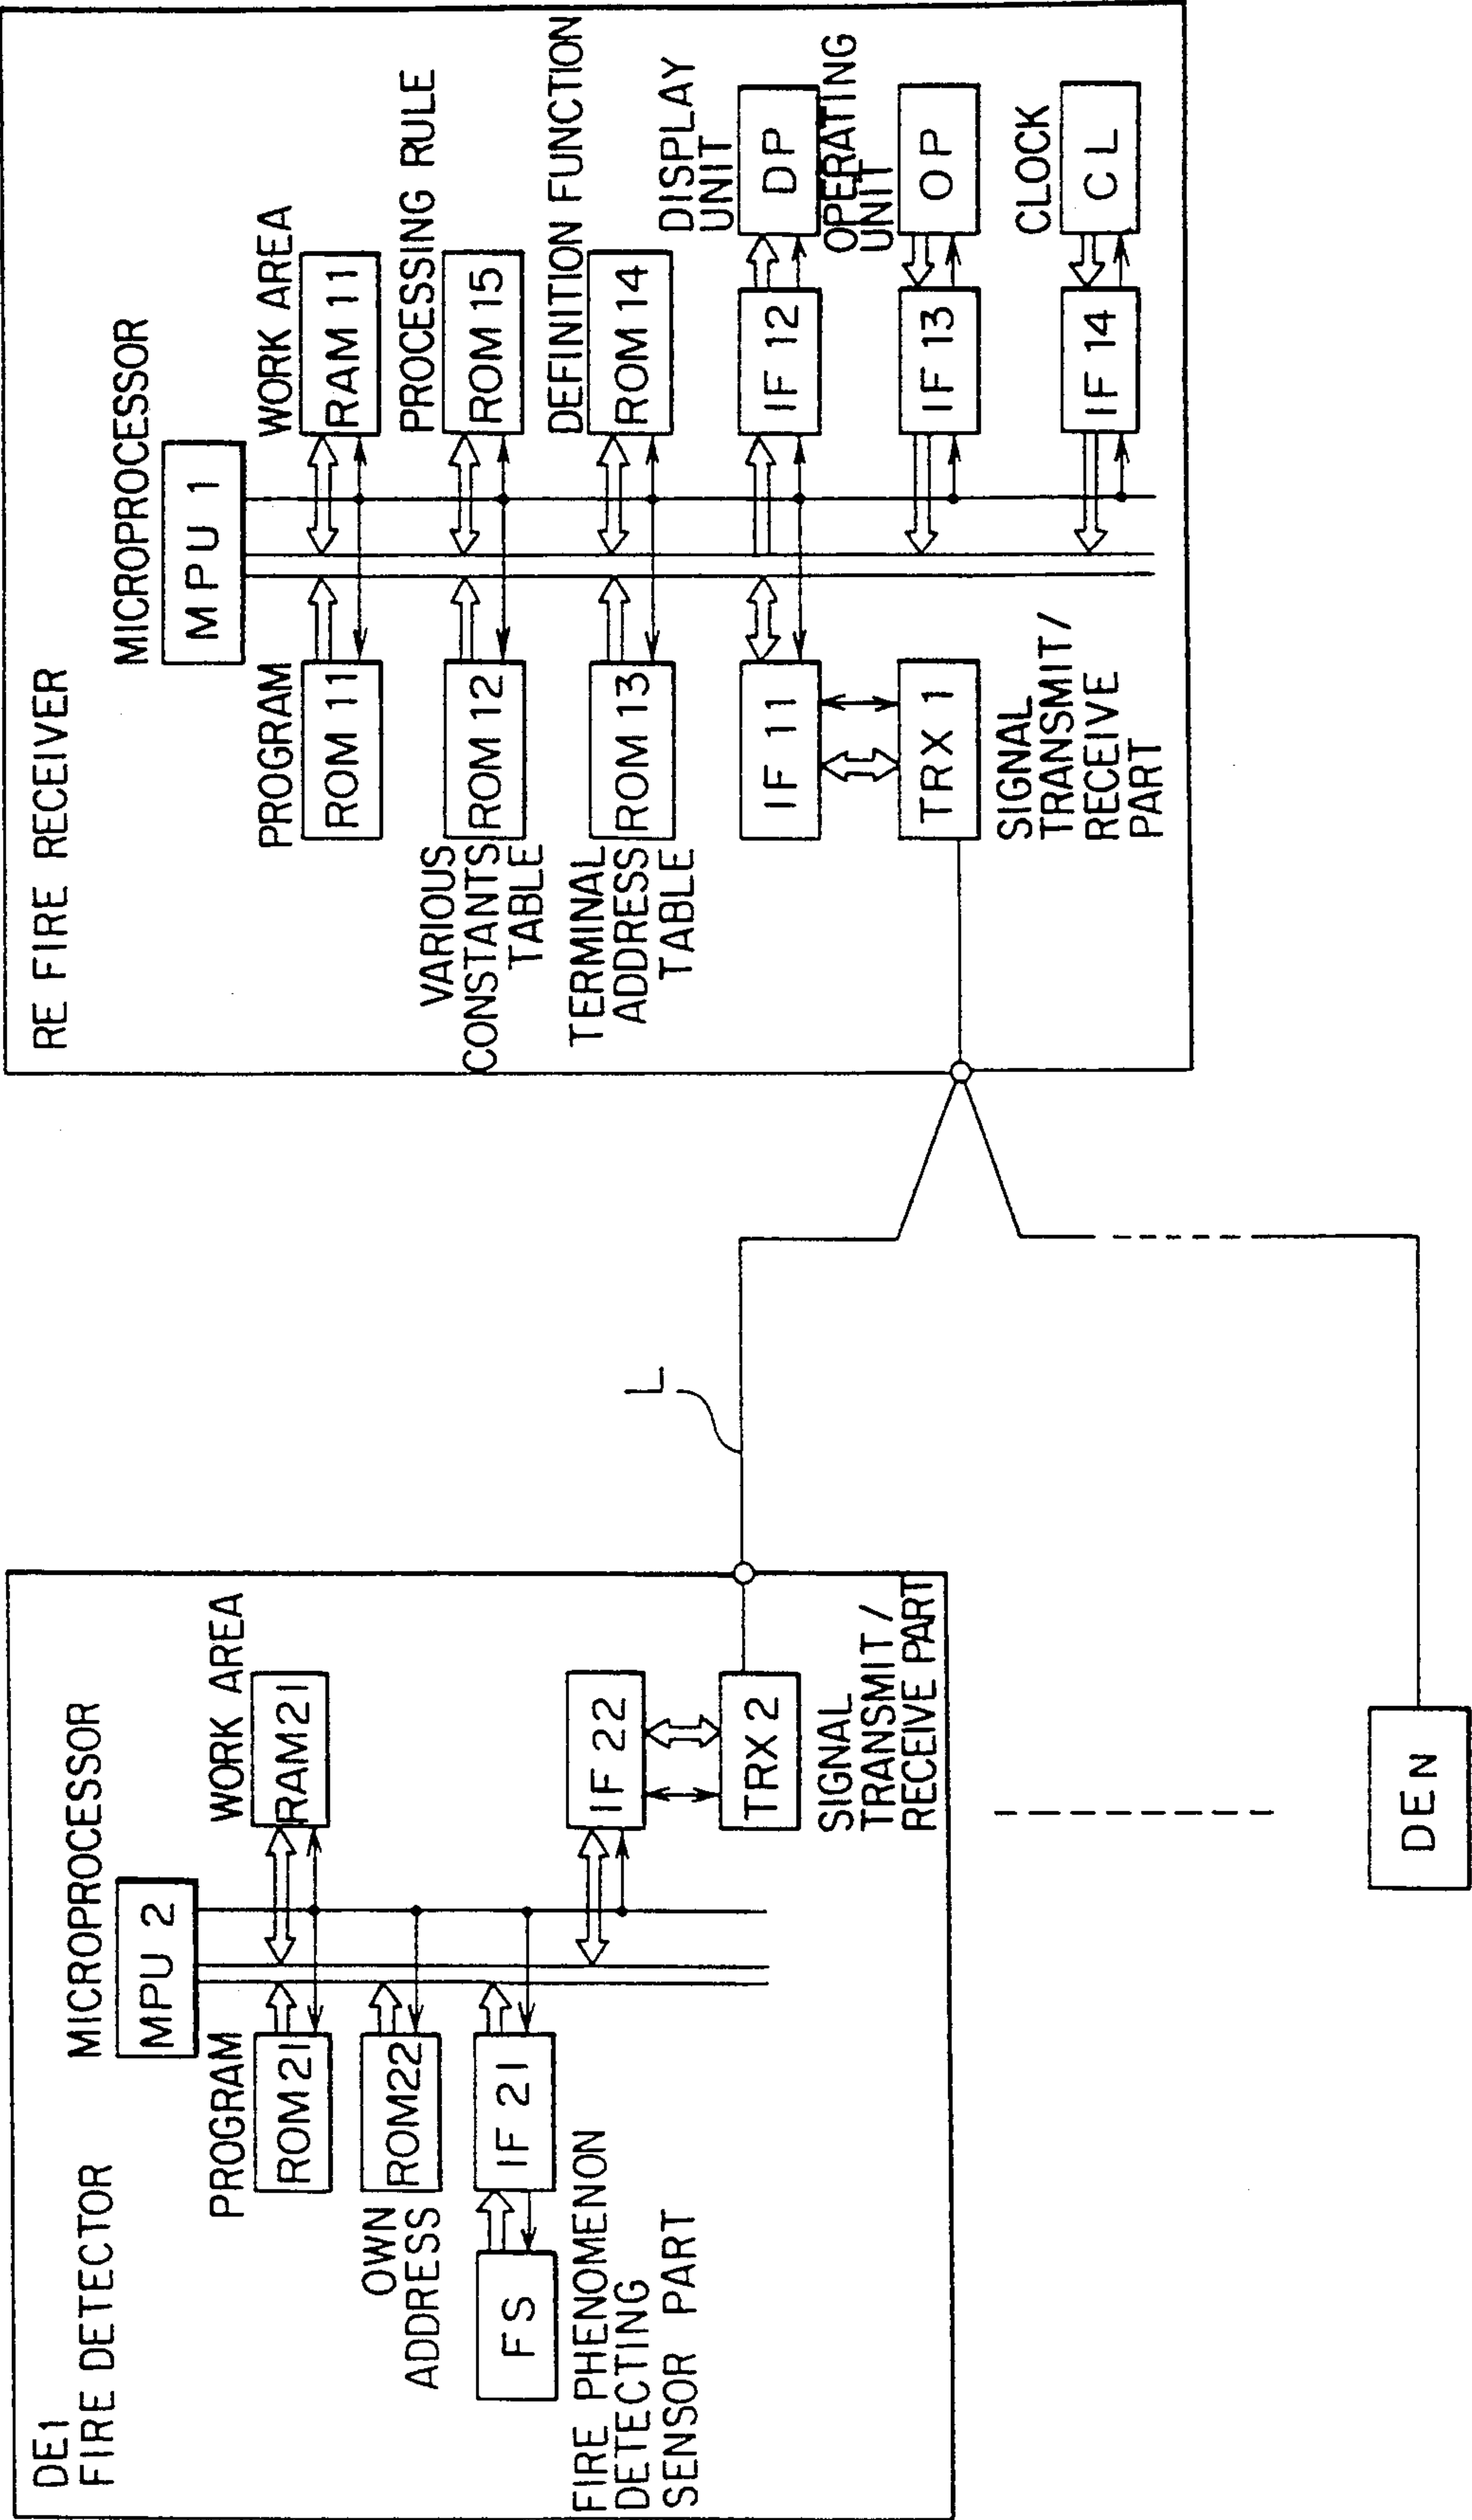 DE1
FIRE DETECTOR
MICROPROCESSOR
MPU 2
PROGRAM
ROM21
WORK AREA
RAM21
OWN
ADDRESS
ROM22
FS
IF 21
FIRE PHENOMENON
DETECTING
SENSOR PART
IF 22
TRX 2
SIGNAL
TRANSMIT/
RECEIVE PART
L
DEN
RE FIRE RECEIVER
MICROPROCESSOR
MPU 1
PROGRAM
ROM 11
WORK AREA
RAM 11
VARIOUS
CONSTANTS
TABLE
ROM 12
PROCESSING RULE
ROM 15
TERMINAL
ADDRESS
TABLE
ROM 13
DEFINITION FUNCTION
ROM 14
IF 11
IF 12
DISPLAY
UNIT
DP
TRX 1
SIGNAL
TRANSMIT/
RECEIVE
PART
IF 13
OPERATING
UNIT
OP
IF 14
CLOCK
CL